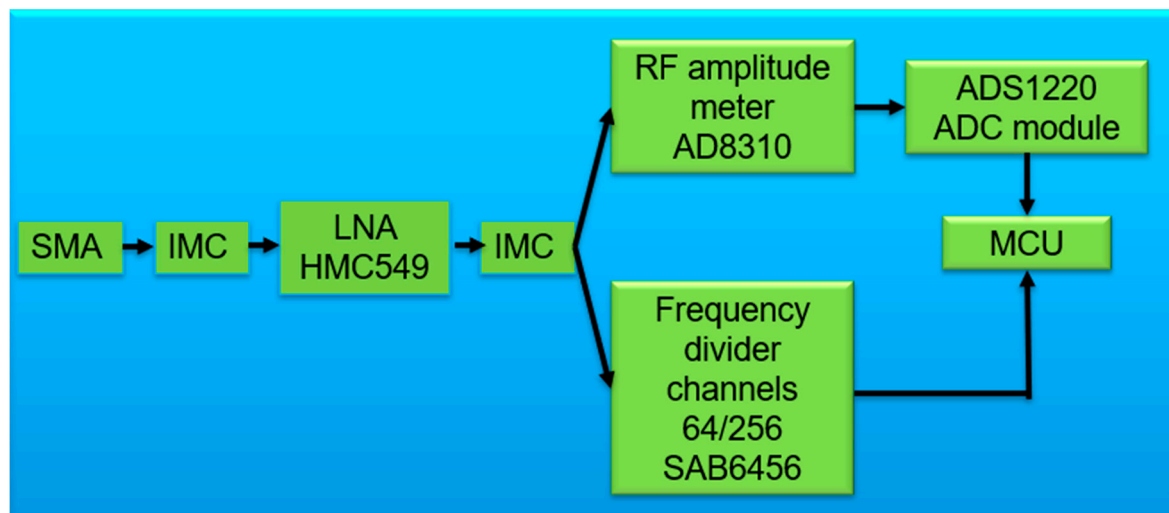 SMA
IMC
LNA
HMC549
IMC
RF amplitude
meter
AD8310
ADS1220
ADC module
MCU
Frequency
divider
channels
64/256
SAB6456